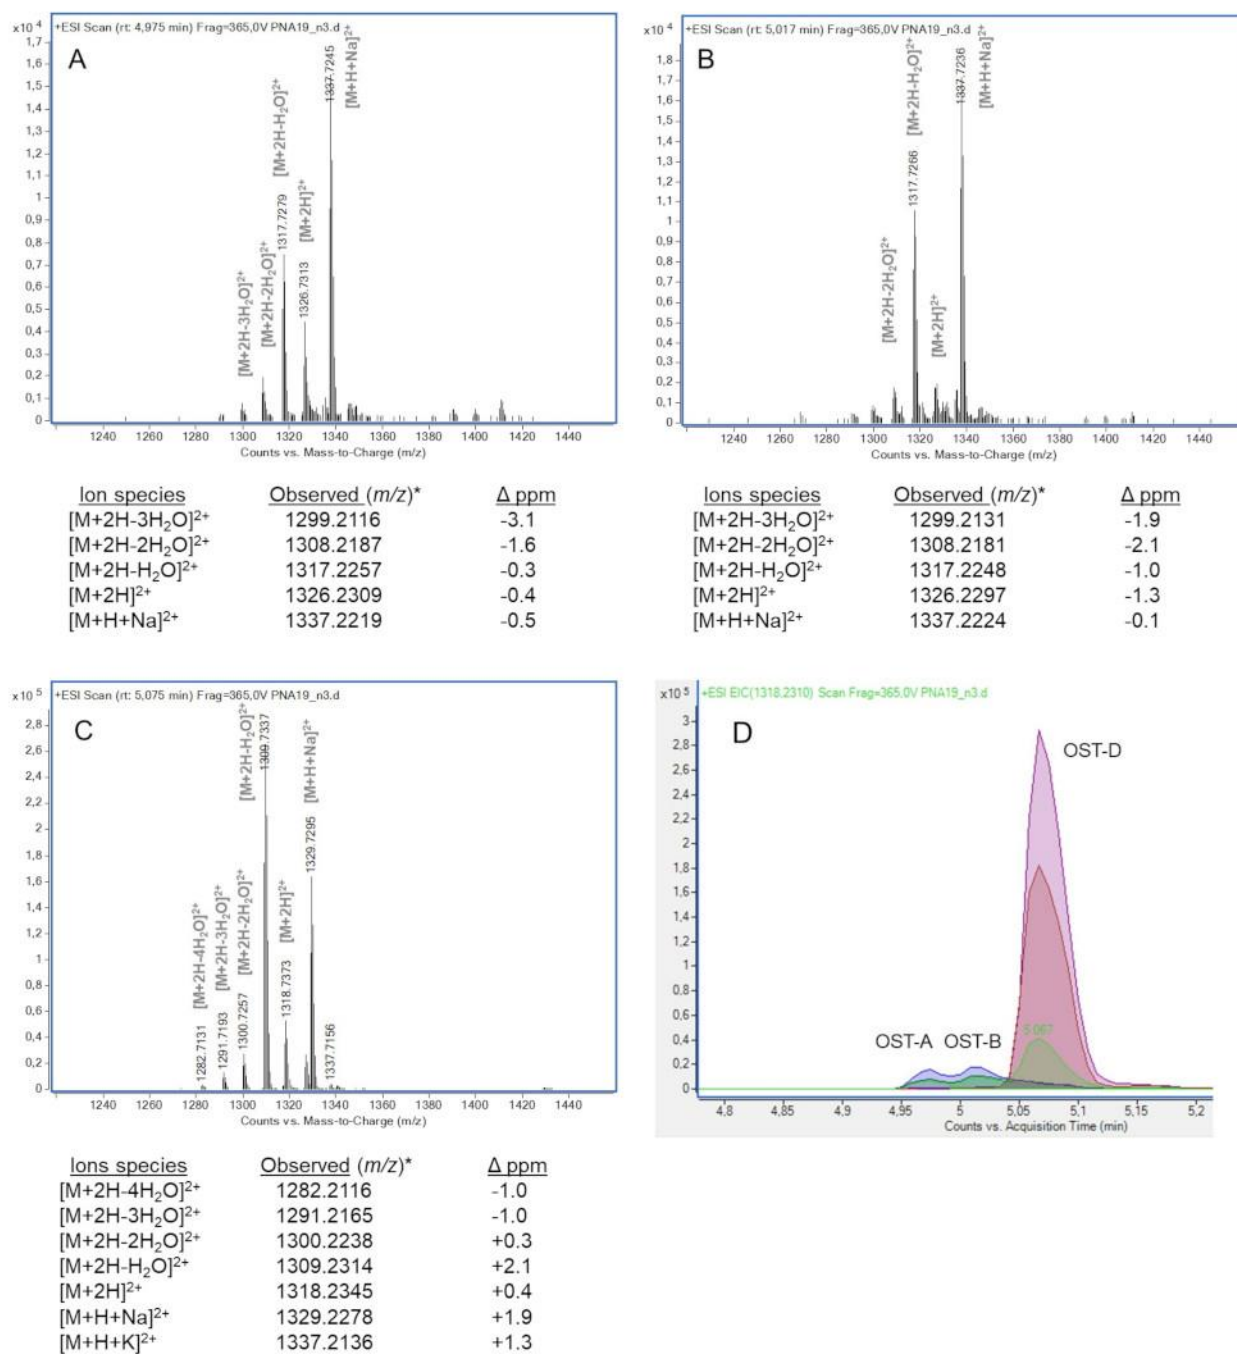 +ESI Scan (rt: 4,975 min) Frag=365,0V PNA19_n3.d
x10⁴
A
1,7
1,6
1,5
1,4
1,3
1,2
1,1
1
0,9
0,8
0,7
0,6
0,5
0,4
0,3
0,2
0,1
0
[M+2H-3H₂O]²⁺
[M+2H-2H₂O]²⁺
1317.7279
[M+2H-H₂O]²⁺
1326.7313
[M+2H]²⁺
1337.7245
[M+H+Na]²⁺
1240 1260 1280 1300 1320 1340 1360 1380 1400 1420 1440
Counts vs. Mass-to-Charge (m/z)
Ion species Observed (m/z)* Δ ppm
[M+2H-3H₂O]²⁺ 1299.2116 -3.1
[M+2H-2H₂O]²⁺ 1308.2187 -1.6
[M+2H-H₂O]²⁺ 1317.2257 -0.3
[M+2H]²⁺ 1326.2309 -0.4
[M+H+Na]²⁺ 1337.2219 -0.5
+ESI Scan (rt: 5,017 min) Frag=365,0V PNA19_n3.d
x10⁴
B
1,8
1,7
1,6
1,5
1,4
1,3
1,2
1,1
1
0,9
0,8
0,7
0,6
0,5
0,4
0,3
0,2
0,1
0
[M+2H-2H₂O]²⁺
1317.7266
[M+2H-H₂O]²⁺
[M+2H]²⁺
1337.7236
[M+H+Na]²⁺
1240 1260 1280 1300 1320 1340 1360 1380 1400 1420 1440
Counts vs. Mass-to-Charge (m/z)
Ions species Observed (m/z)* Δ ppm
[M+2H-3H₂O]²⁺ 1299.2131 -1.9
[M+2H-2H₂O]²⁺ 1308.2181 -2.1
[M+2H-H₂O]²⁺ 1317.2248 -1.0
[M+2H]²⁺ 1326.2297 -1.3
[M+H+Na]²⁺ 1337.2224 -0.1
+ESI Scan (rt: 5,075 min) Frag=365,0V PNA19_n3.d
x10⁵
C
2,8
2,6
2,4
2,2
2
1,8
1,6
1,4
1,2
1
0,8
0,6
0,4
0,2
0
1282.7131
[M+2H-4H₂O]²⁺
1291.7193
[M+2H-3H₂O]²⁺
1300.7257
[M+2H-2H₂O]²⁺
[M+2H-H₂O]²⁺
1309.7337
1318.7373
[M+2H]²⁺
1329.7295
[M+H+Na]²⁺
1337.7156
1240 1260 1280 1300 1320 1340 1360 1380 1400 1420 1440
Counts vs. Mass-to-Charge (m/z)
Ions species Observed (m/z)* Δ ppm
[M+2H-4H₂O]²⁺ 1282.2116 -1.0
[M+2H-3H₂O]²⁺ 1291.2165 -1.0
[M+2H-2H₂O]²⁺ 1300.2238 +0.3
[M+2H-H₂O]²⁺ 1309.2314 +2.1
[M+2H]²⁺ 1318.2345 +0.4
[M+H+Na]²⁺ 1329.2278 +1.9
[M+H+K]²⁺ 1337.2136 +1.3
+ESI EIC(1318.2310) Scan Frag=365.0V PNA19_n3.d
x10⁵
D
3
2,8
2,6
2,4
2,2
2
1,8
1,6
1,4
1,2
1
0,8
0,6
0,4
0,2
0
OST-D
OST-A OST-B
5.067
4,8 4,85 4,9 4,95 5 5,05 5,1 5,15 5,2
Counts vs. Acquisition Time (min)